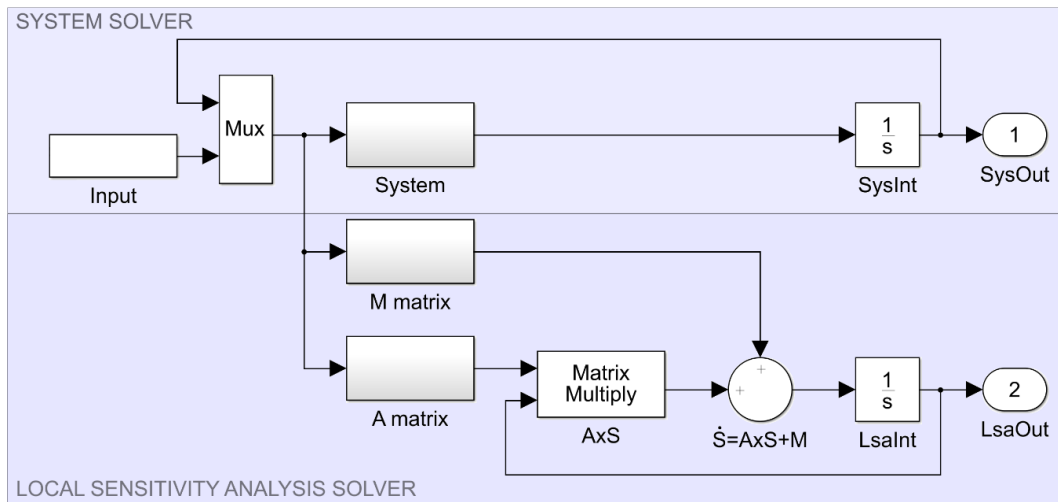 SYSTEM SOLVER
Mux
Input
System
1
s
SysInt
1
SysOut
M matrix
A matrix
Matrix
Multiply
AxS
+
+
Ṡ=AxS+M
1
s
LsaInt
2
LsaOut
LOCAL SENSITIVITY ANALYSIS SOLVER